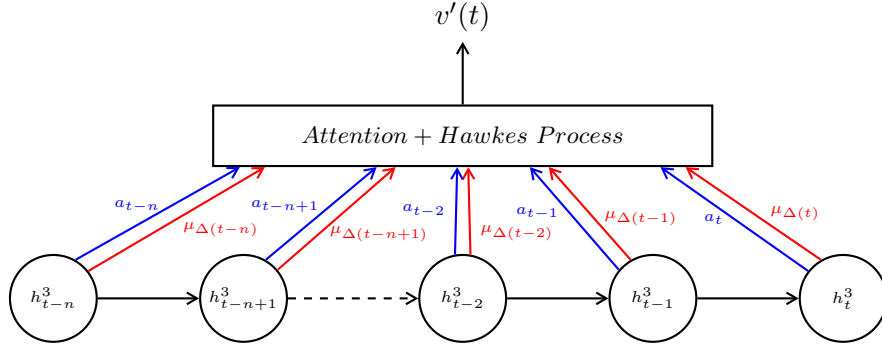 v′(t)
Attention + Hawkes Process
a_{t−n}
μ_{Δ(t−n)}
a_{t−n+1}
μ_{Δ(t−n+1)}
a_{t−2}
μ_{Δ(t−2)}
a_{t−1}
μ_{Δ(t−1)}
a_t
μ_{Δ(t)}
h^3_{t−n}
h^3_{t−n+1}
h^3_{t−2}
h^3_{t−1}
h^3_t